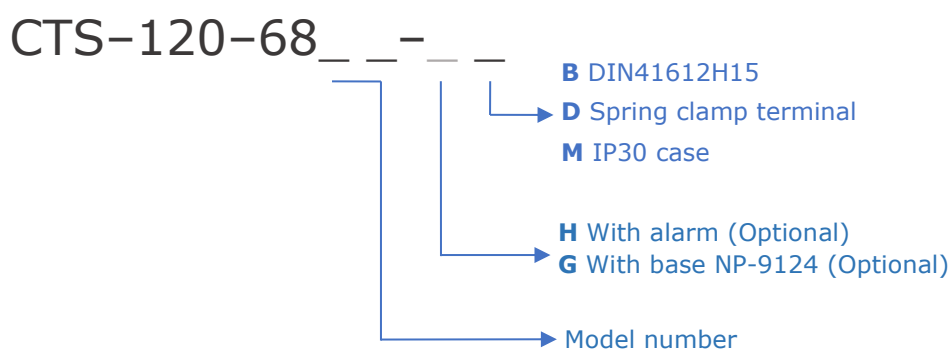 CTS–120–68_ _–_ _
B DIN41612H15
D Spring clamp terminal
M IP30 case
H With alarm (Optional)
G With base NP-9124 (Optional)
Model number